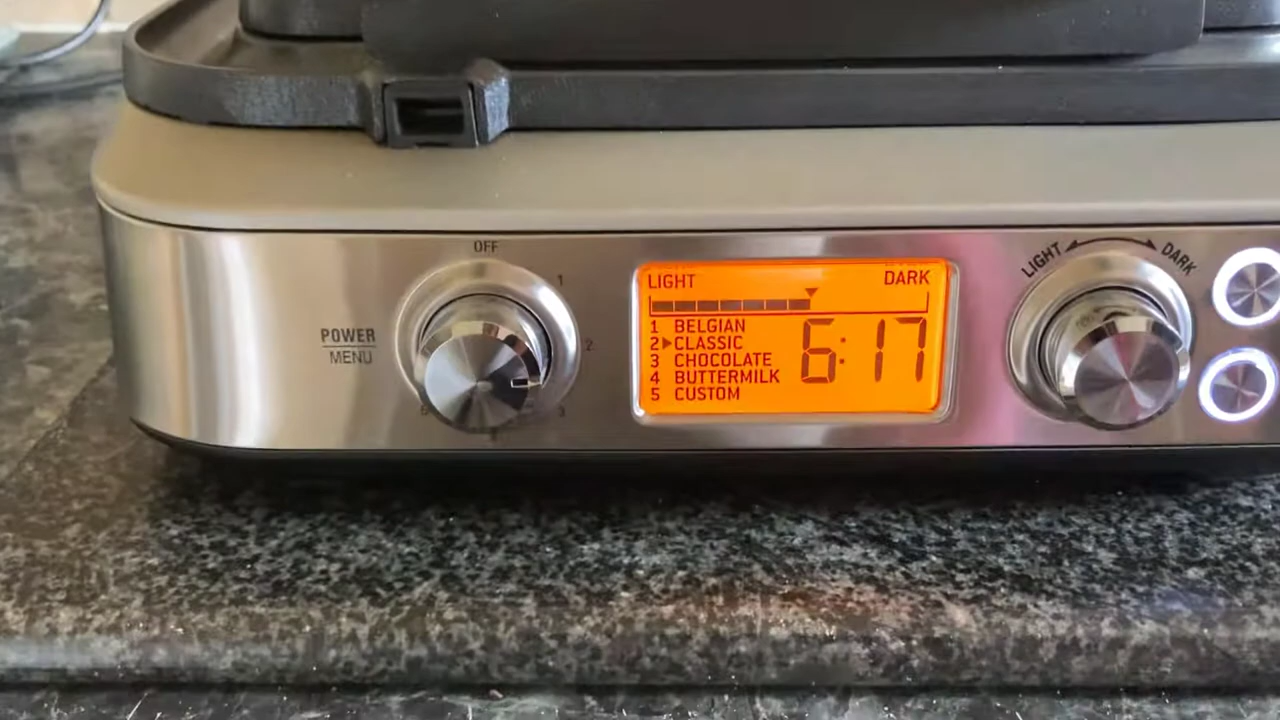 OFF
1
2
3
POWER
MENU
LIGHT DARK
1 BELGIAN
2▶CLASSIC
3 CHOCOLATE
4 BUTTERMILK
5 CUSTOM
6:17
LIGHT DARK